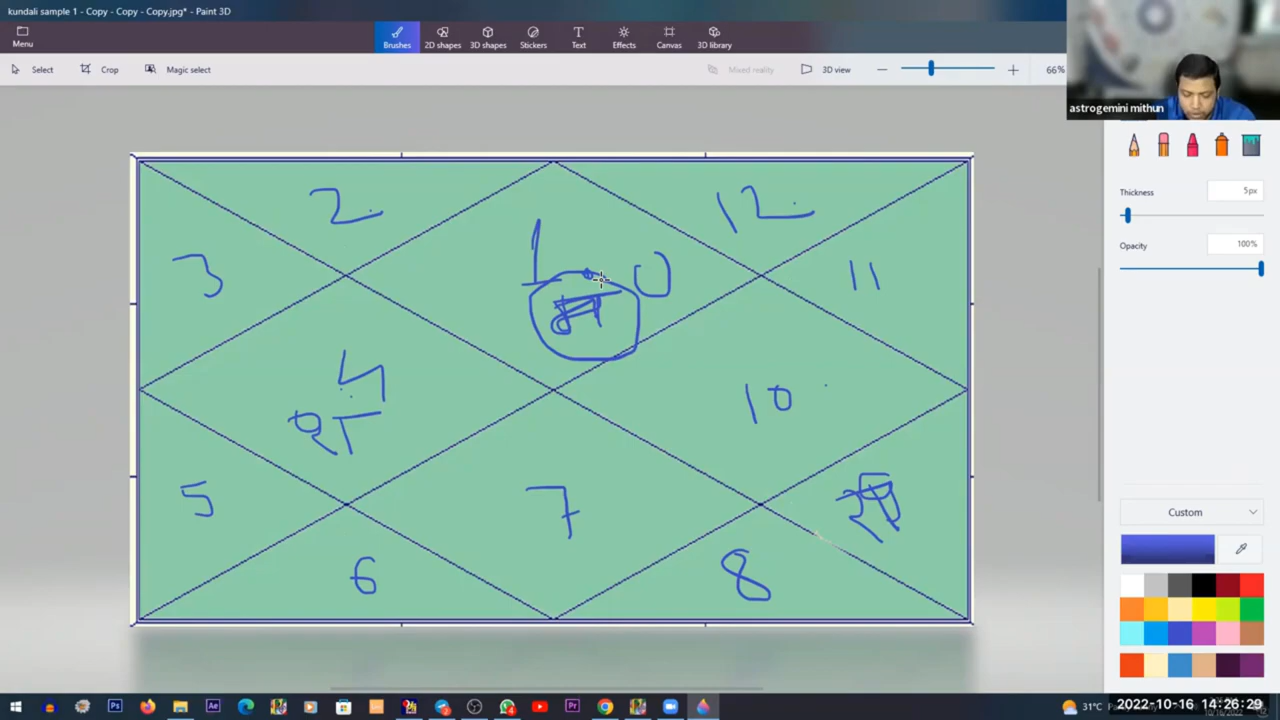 kundali sample 1 - Copy - Copy - Copy.jpg* - Paint 3D
Menu
Brushes
2D shapes
3D shapes
Stickers
Text
Effects
Canvas
3D library
Select
Crop
Magic select
Mixed reality
3D view
66%
astrogemini mithun
Thickness
5px
Opacity
100%
Custom
2
12
3
1
0
11
10
5
7
6
8
31°C
2022-10-16 14:26:29